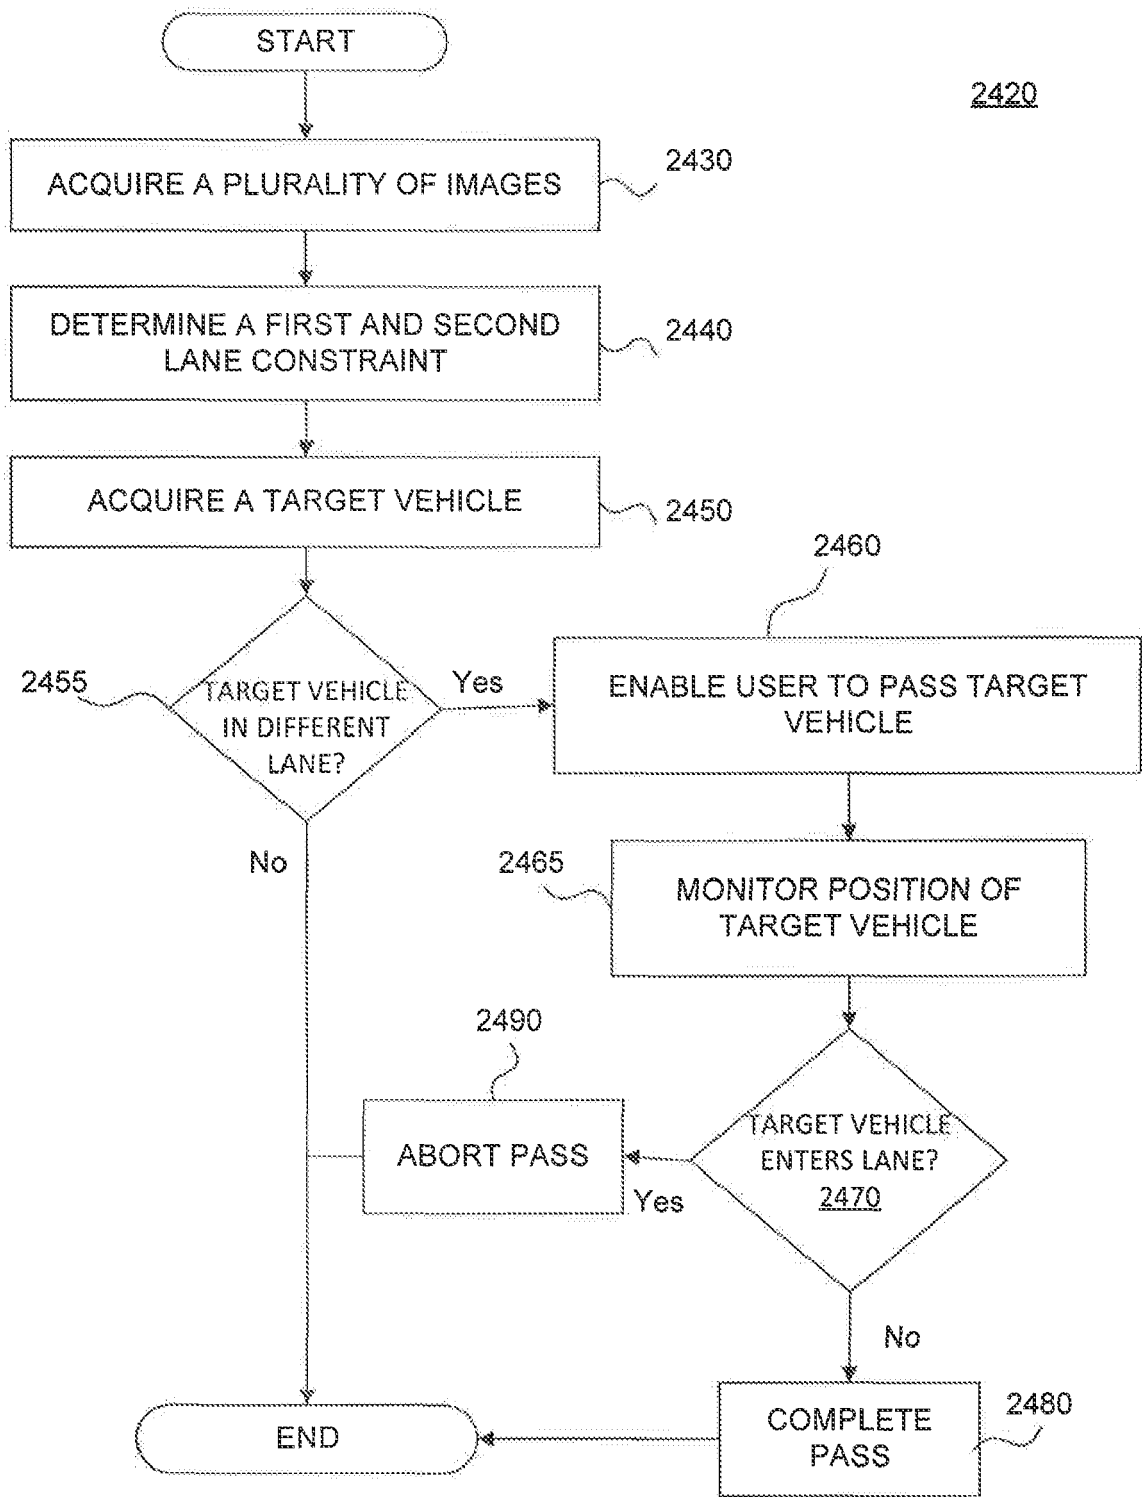 START
2420
ACQUIRE A PLURALITY OF IMAGES
2430
DETERMINE A FIRST AND SECOND
LANE CONSTRAINT
2440
ACQUIRE A TARGET VEHICLE
2450
2455
TARGET VEHICLE
IN DIFFERENT
LANE?
Yes
No
2460
ENABLE USER TO PASS TARGET
VEHICLE
2465
MONITOR POSITION OF
TARGET VEHICLE
2490
ABORT PASS
Yes
TARGET VEHICLE
ENTERS LANE?
2470
No
COMPLETE
PASS
2480
END